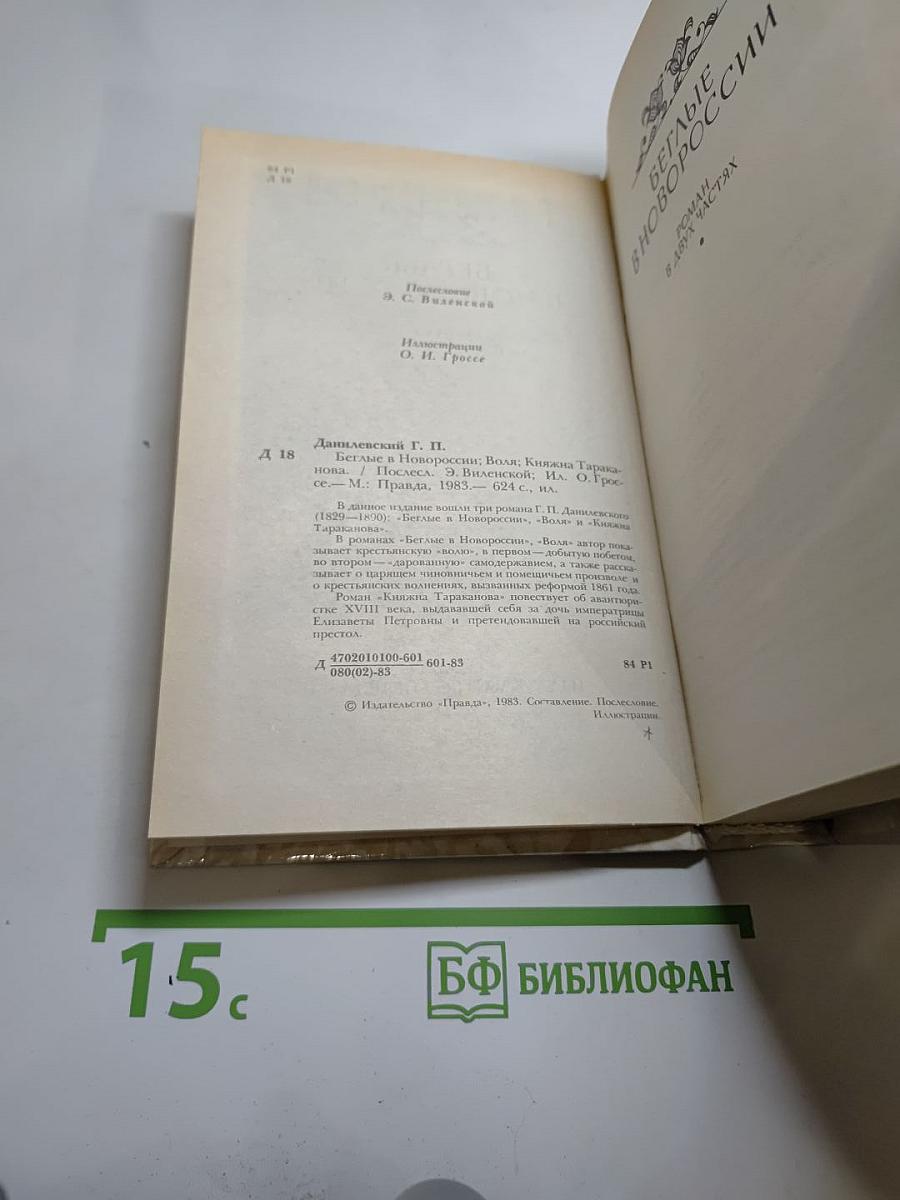 84 Р1
Д 18
Послесловие
Э. С. Виленской
Иллюстрации
О. И. Гроссе
Данилевский Г. П.
Д 18
Беглые в Новороссии; Воля; Княжна Тарака-
нова. / Послесл. Э. Виленской; Ил. О. Грос-
се.— М.: Правда, 1983.— 624 с., ил.
В данное издание вошли три романа Г. П. Данилевского
(1829—1890): «Беглые в Новороссии», «Воля» и «Княжна
Тараканова».
В романах «Беглые в Новороссии», «Воля» автор пока-
зывает крестьянскую «волю», в первом — добытую побегом,
во втором — «дарованную» самодержавием, а также расска-
зывает о царящем чиновничьем и помещичьем произволе и
о крестьянских волнениях, вызванных реформой 1861 года.
Роман «Княжна Тараканова» повествует об авантюри-
стке XVIII века, выдававшей себя за дочь императрицы
Елизаветы Петровны и претендовавшей на российский
престол.
Д 4702010100-601 601-83
080(02)-83
84 Р1
© Издательство «Правда», 1983. Составление. Послесловие.
Иллюстрации.
БЕГЛЫЕ
В НОВОРОССИИ
РОМАН
В ДВУХ ЧАСТЯХ
15 с
БФ БИБЛИОФАН